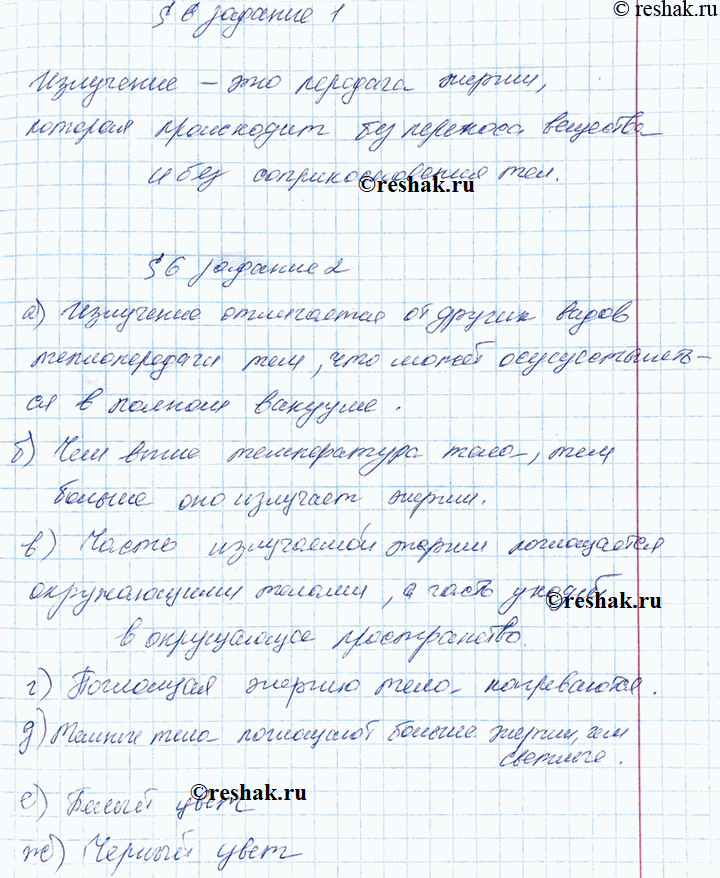 © reshak.ru
§ 6 задание 1
Излучение – это передача энергии,
которая происходит без переноса вещества
и без соприкосновения тел.
©reshak.ru
§ 6 задание 2
а) Излучение отличается от других видов
теплопередачи тем, что может
ся в полном вакууме.
б) Чем выше температура тела, тем
больше оно излучает энергии.
в) Часть излучаемой энергии поглощается
окружающими телами, а часть уходит
©reshak.ru
в окружающее пространство.
г) Поглощая энергию тела нагреваются.
д) Темные тела поглощают больше энергии, чем
светлые.
©reshak.ru
е) Белый цвет
ж) Черный цвет